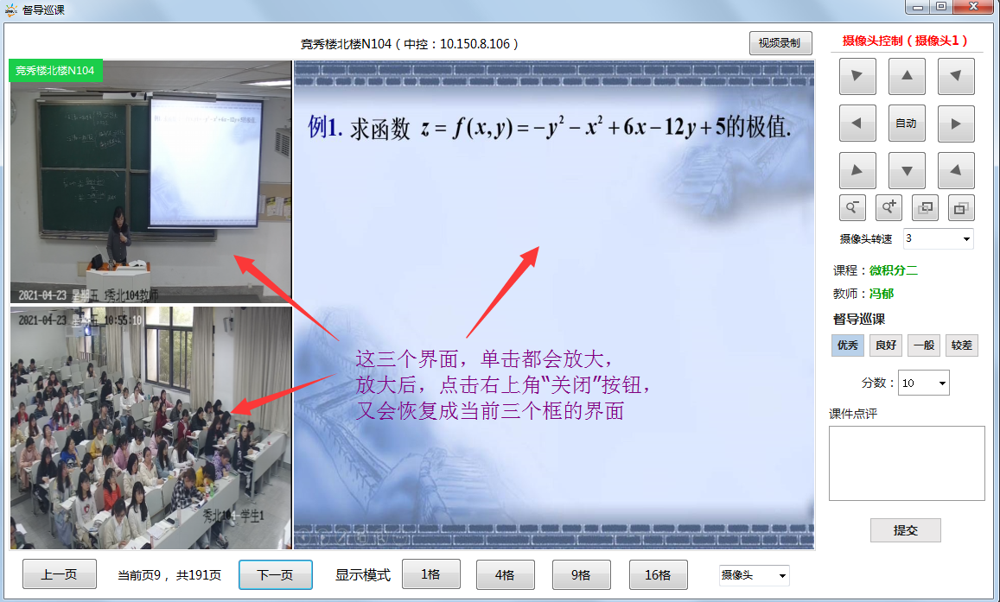 督导巡课
竞秀楼北楼N104（中控：10.150.8.106）
视频录制
竞秀楼北楼N104
2021-04-23 星期五 秀北104教师
2021-04-23 星期五 10:55:10
秀北104 学生1
例1. 求函数 z = f(x,y) = −y² − x² + 6x − 12y + 5的极值.
这三个界面，单击都会放大，
放大后，点击右上角“关闭”按钮，
又会恢复成当前三个框的界面
摄像头控制（摄像头1）
自动
摄像头转速 3
课程：微积分二
教师：冯郁
督导巡课
优秀 良好 一般 较差
分数：10
课件点评
提交
上一页 当前页9 ，共191页 下一页 显示模式 1格 4格 9格 16格 摄像头